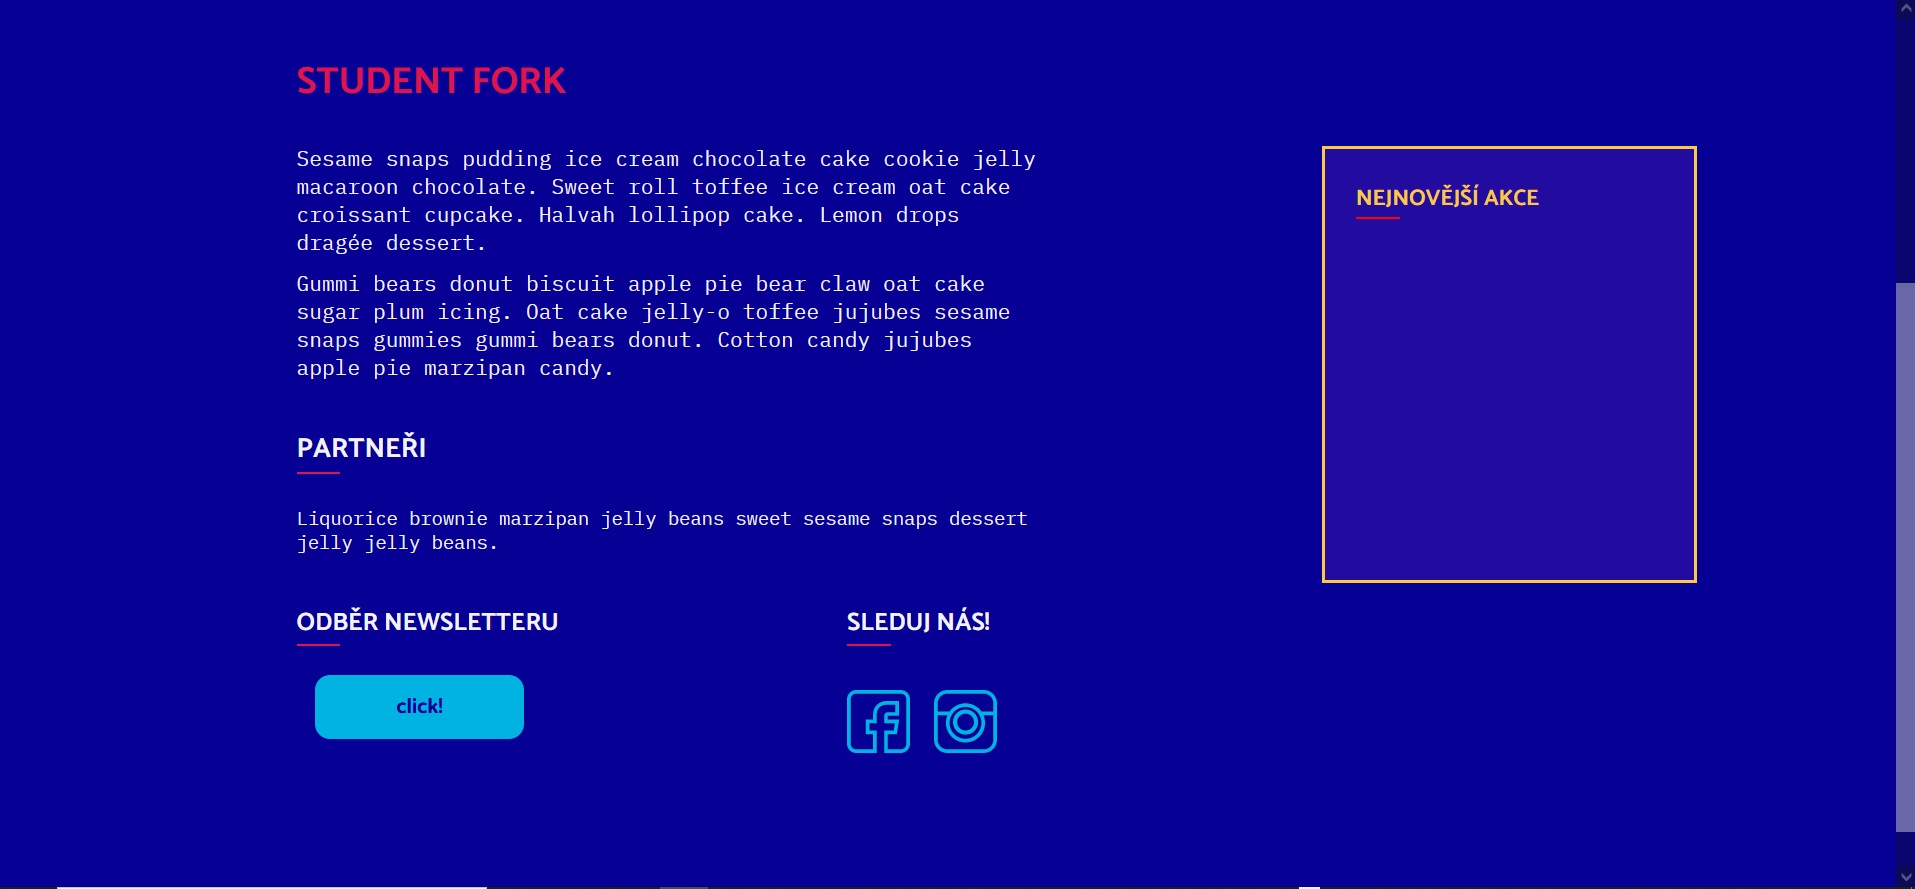 STUDENT FORK
Sesame snaps pudding ice cream chocolate cake cookie jelly
macaroon chocolate. Sweet roll toffee ice cream oat cake
croissant cupcake. Halvah lollipop cake. Lemon drops
dragée dessert.
Gummi bears donut biscuit apple pie bear claw oat cake
sugar plum icing. Oat cake jelly-o toffee jujubes sesame
snaps gummies gummi bears donut. Cotton candy jujubes
apple pie marzipan candy.
PARTNEŘI
Liquorice brownie marzipan jelly beans sweet sesame snaps dessert
jelly jelly beans.
ODBĚR NEWSLETTERU
click!
SLEDUJ NÁS!
NEJNOVĚJŠÍ AKCE